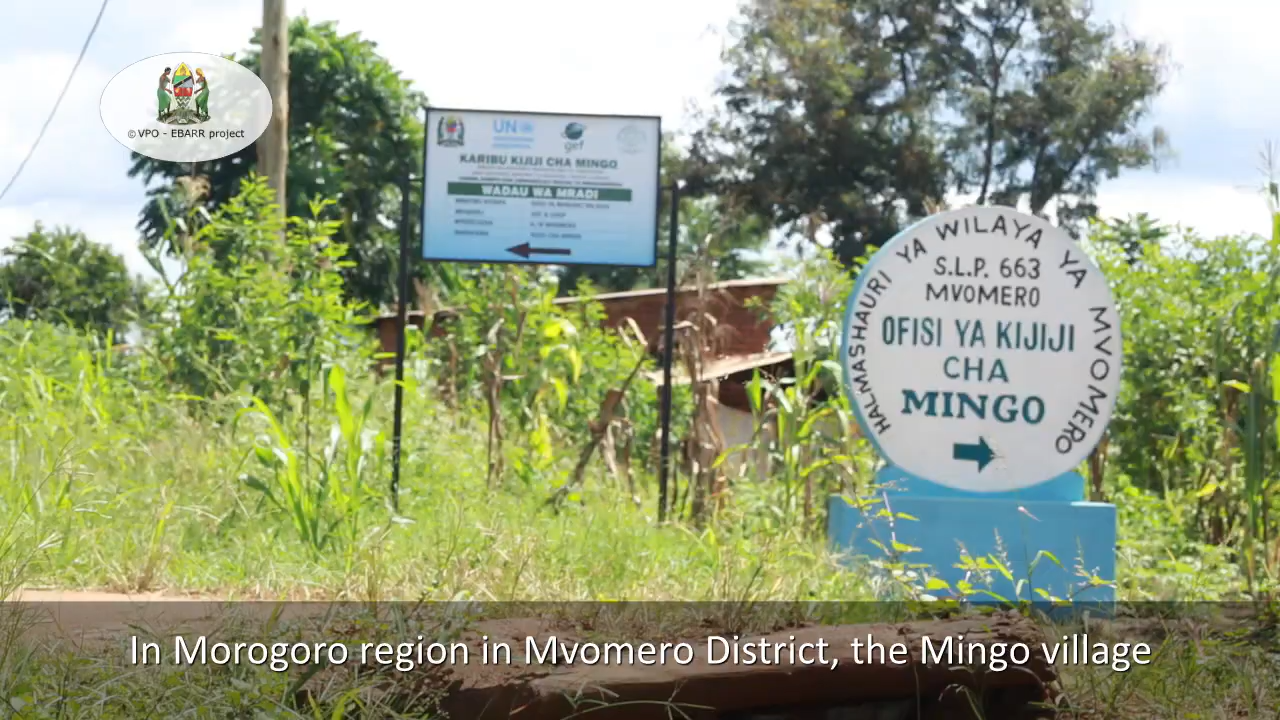 © VPO - EBARR project
UN
gef
KARIBU KIJIJI CHA MINGO
WADAU WA MRADI
HALMASHAURI YA WILAYA YA MVOMERO
S.L.P. 663
MVOMERO
OFISI YA KIJIJI
CHA
MINGO
In Morogoro region in Mvomero District, the Mingo village